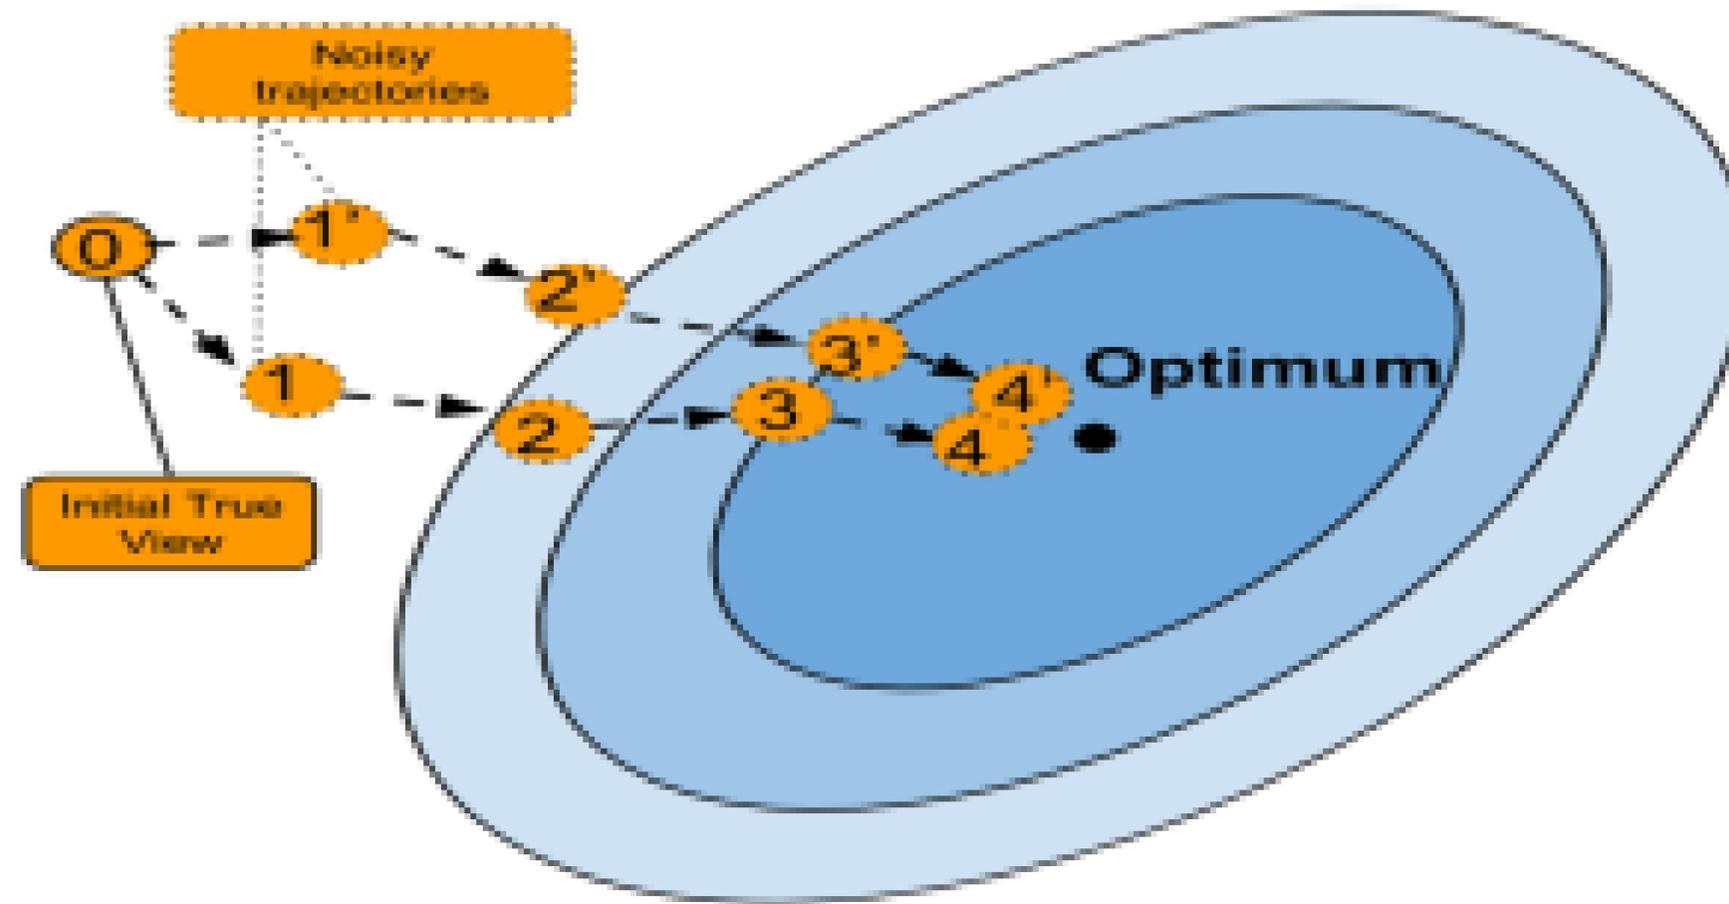 Noisy
trajectories
0
1'
2'
3'
4'
Optimum
1
2
3
4
Initial True
View